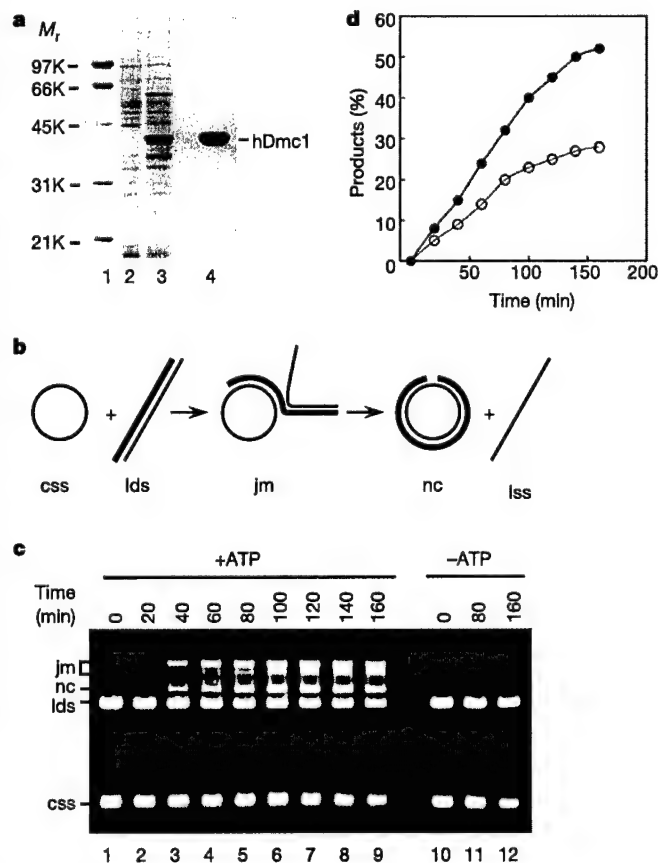 a
Mr
97K
66K
45K
31K
21K
hDmc1
1 2 3 4
d
Products (%)
60
50
40
30
20
10
0
0 50 100 150 200
Time (min)
b
css + lds jm nc + lss
c
+ATP –ATP
Time (min) 0 20 40 60 80 100 120 140 160 0 80 160
jm
nc
lds
css
1 2 3 4 5 6 7 8 9 10 11 12